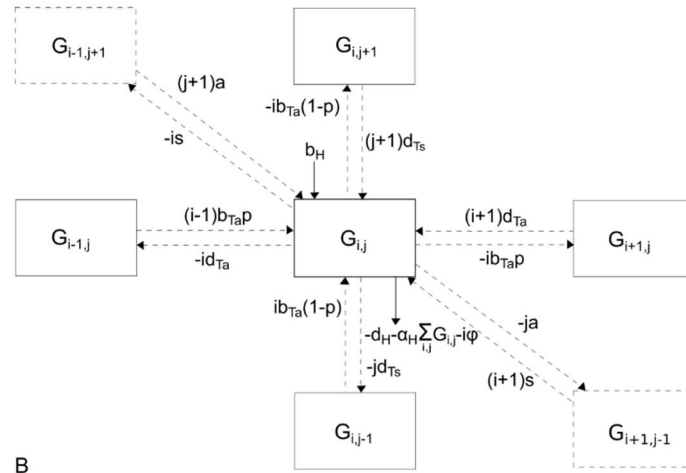 G_{i-1,j+1}
G_{i,j+1}
(j+1)a
-is
-ib_{Ta}(1-p)
(j+1)d_{Ts}
b_H
(i-1)b_{Ta}p
(i+1)d_{Ta}
G_{i-1,j}
G_{i,j}
G_{i+1,j}
-id_{Ta}
-ib_{Ta}p
ib_{Ta}(1-p)
-d_H-α_H∑_{i,j}G_{i,j}-iφ
-ja
-jd_{Ts}
(i+1)s
G_{i,j-1}
G_{i+1,j-1}
B